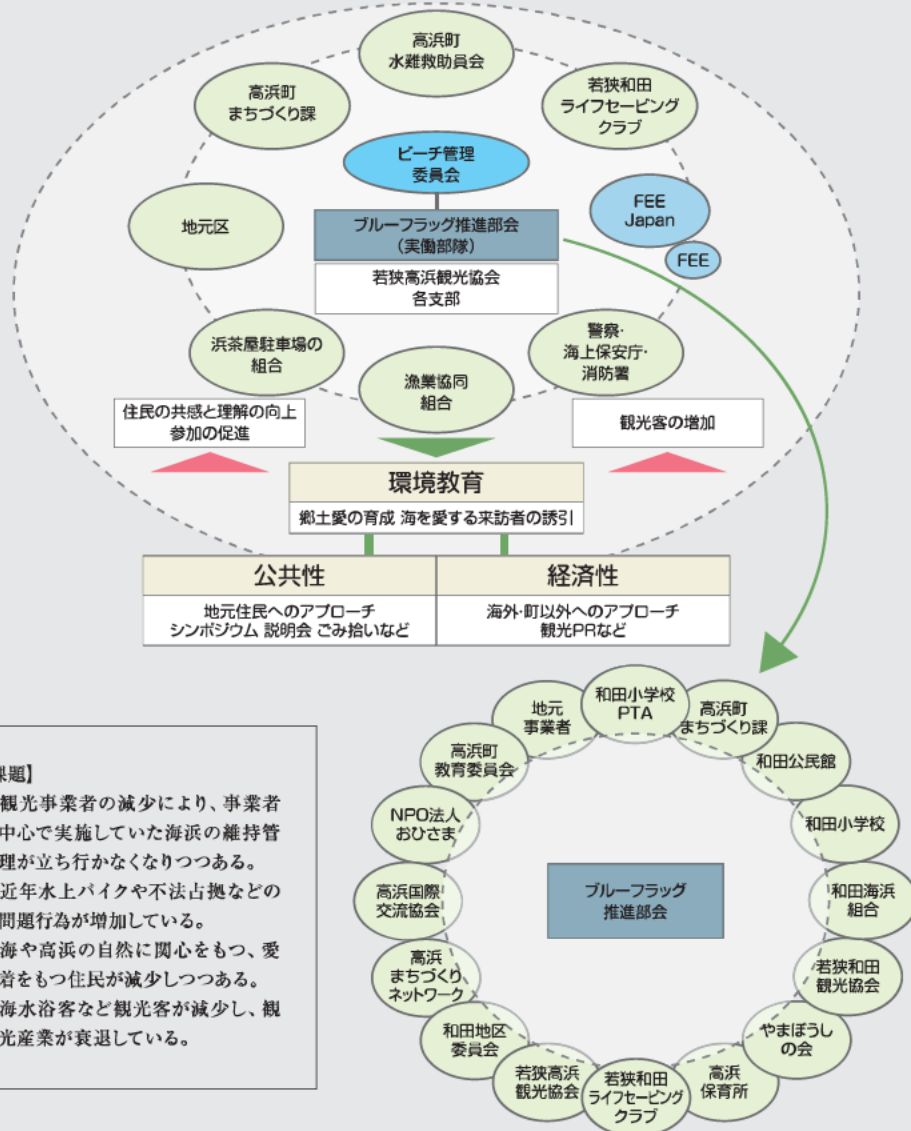 高浜町
水難救助員会
高浜町
まちづくり課
若狭和田
ライフセービング
クラブ
ビーチ管理
委員会
FEE
Japan
FEE
地元区
ブルーフラッグ推進部会
（実働部隊）
若狭高浜観光協会
各支部
浜茶屋駐車場の
組合
漁業協同
組合
警察・
海上保安庁・
消防署
住民の共感と理解の向上
参加の促進
観光客の増加
環境教育
郷土愛の育成 海を愛する来訪者の誘引
公共性
地元住民へのアプローチ
シンポジウム 説明会 ごみ拾いなど
経済性
海外・町以外へのアプローチ
観光PRなど
課題】
観光事業者の減少により、事業者
中心で実施していた海浜の維持管
理が立ち行かなくなりつつある。
近年水上バイクや不法占拠などの
問題行為が増加している。
海や高浜の自然に関心をもつ、愛
着をもつ住民が減少しつつある。
海水浴客など観光客が減少し、観
光産業が衰退している。
和田小学校
PTA
高浜町
まちづくり課
和田公民館
和田小学校
和田海浜
組合
若狭和田
観光協会
やまぼうし
の会
高浜
保育所
若狭和田
ライフセービング
クラブ
若狭高浜
観光協会
和田地区
委員会
高浜
まちづくり
ネットワーク
高浜国際
交流協会
NPO法人
おひさま
高浜町
教育委員会
地元
事業者
ブルーフラッグ
推進部会